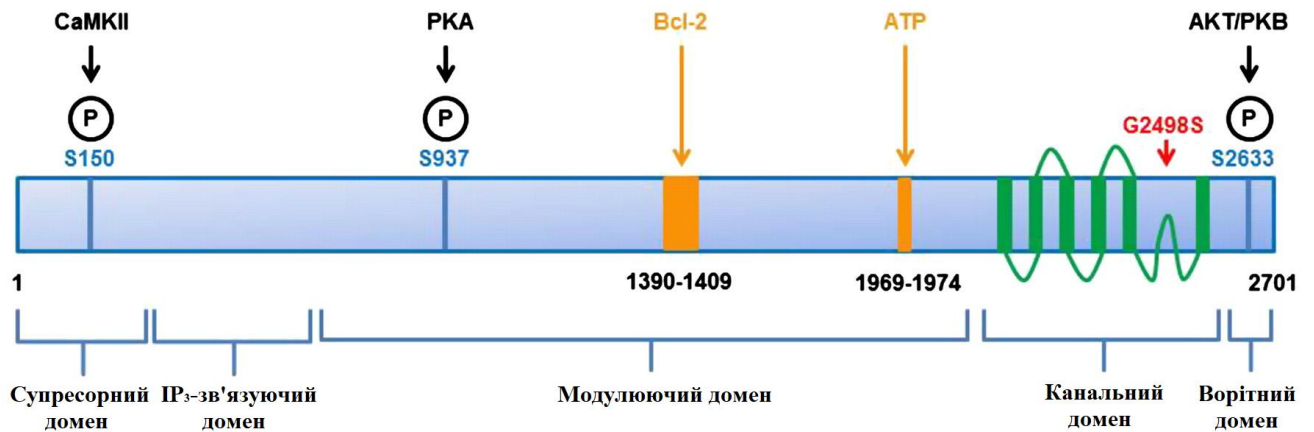 CaMKII
PKA
Bcl-2
ATP
AKT/PKB
P
P
P
G2498S
S150
S937
S2633
1
1390-1409
1969-1974
2701
Супресорний
домен
IP₃-зв'язуючий
домен
Модулюючий домен
Канальний
домен
Ворітний
домен